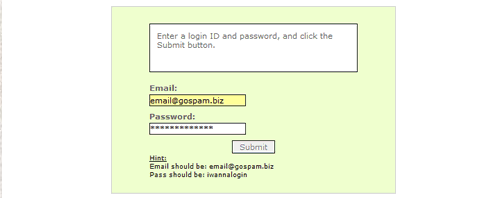 Enter a login ID and password, and click the
Submit button.
Email:
email@gospam.biz
Password:
*************
Submit
Hint:
Email should be: email@gospam.biz
Pass should be: iwannalogin